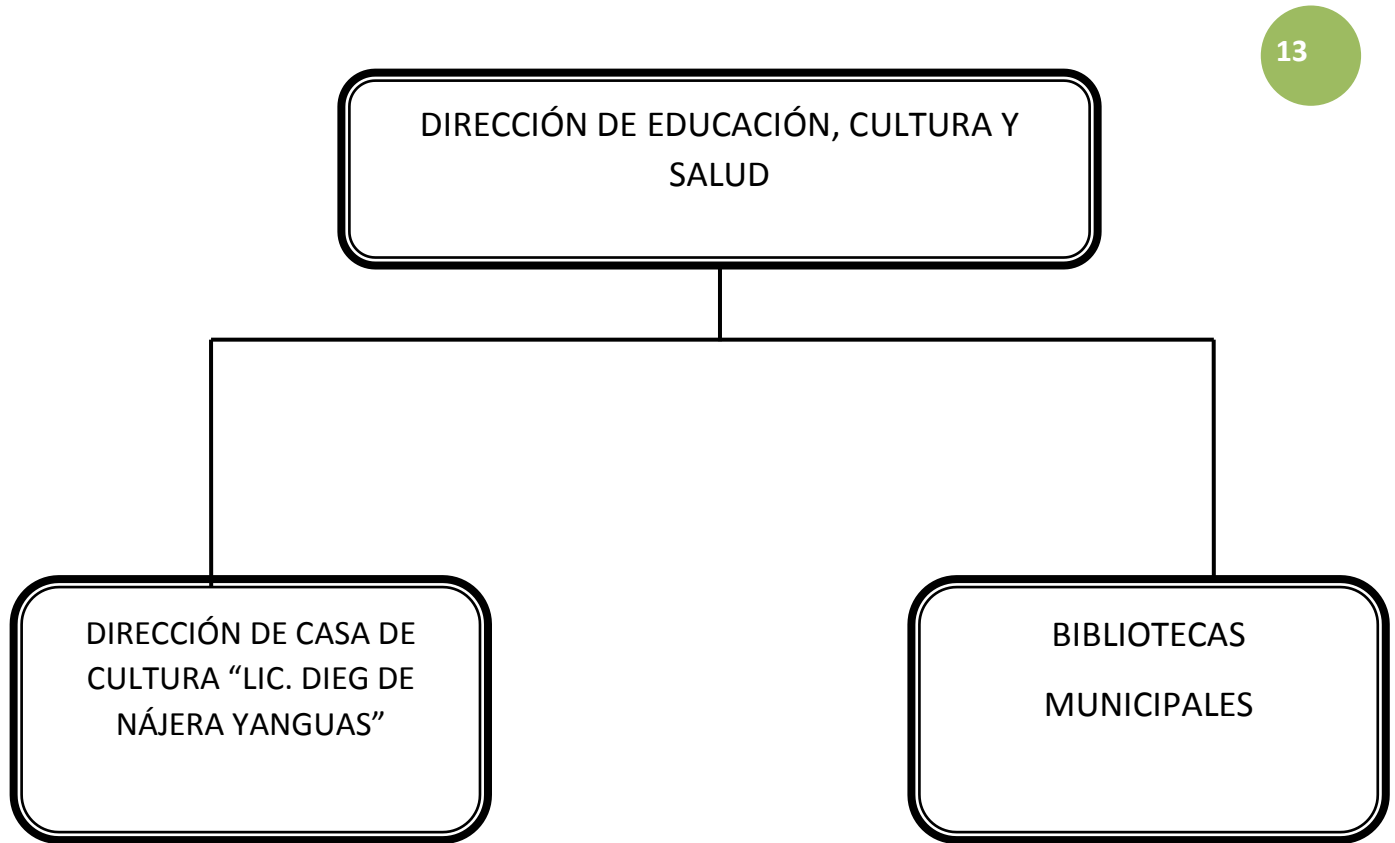 13
DIRECCIÓN DE EDUCACIÓN, CULTURA Y
SALUD
DIRECCIÓN DE CASA DE
CULTURA “LIC. DIEG DE
NÁJERA YANGUAS”
BIBLIOTECAS
MUNICIPALES